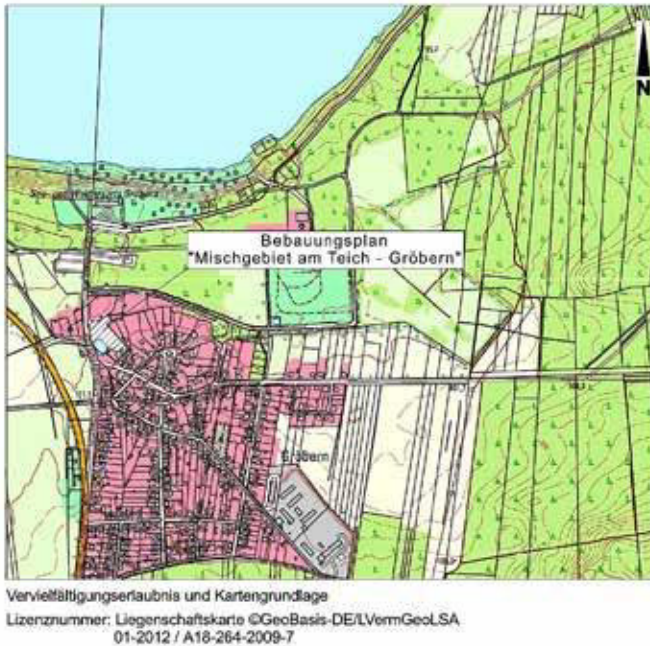 N
Bebauungsplan
"Mischgebiet am Teich - Gröbern"
Gröbern
Vervielfältigungserlaubnis und Kartengrundlage
Lizenznummer: Liegenschaftskarte ©GeoBasis-DE/LVermGeoLSA
01-2012 / A18-264-2009-7